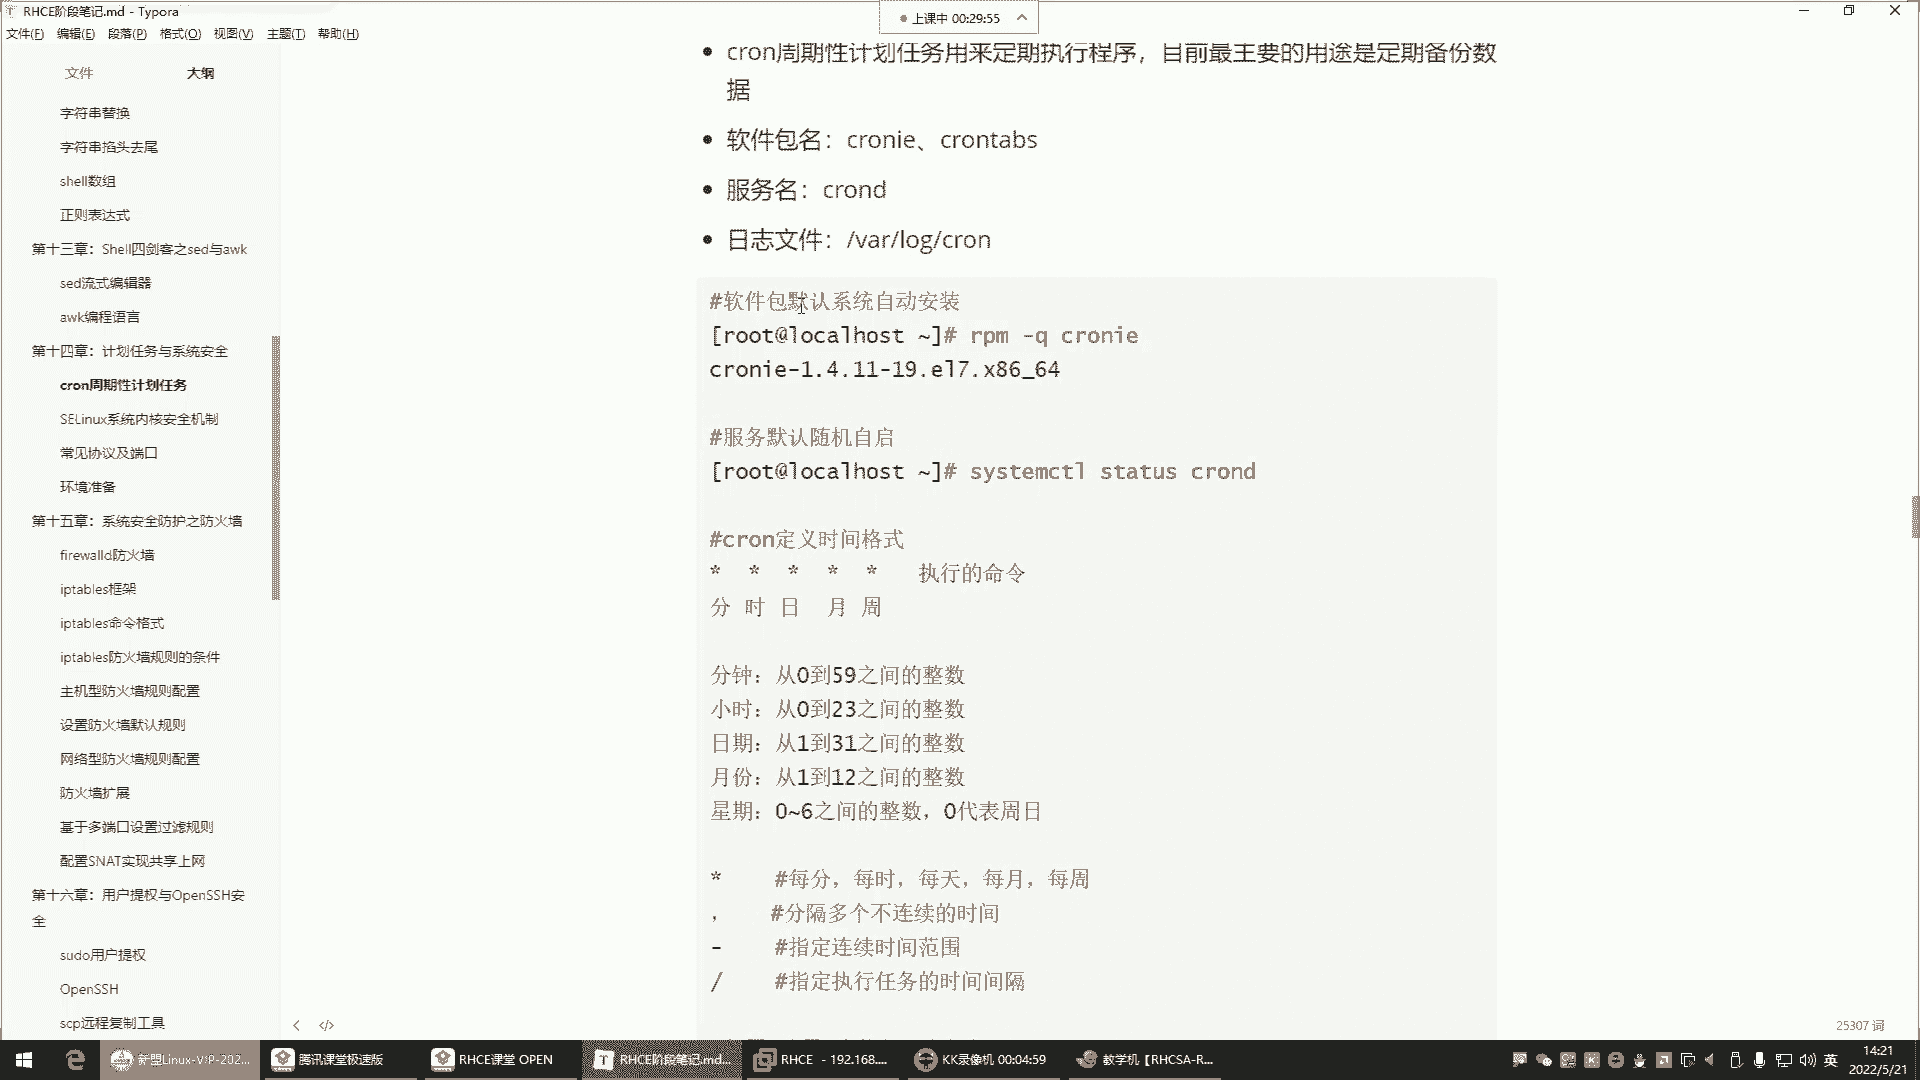 RHCE阶段笔记.md - Typora
上课中 00:29:55
文件(F) 编辑(E) 段落(P) 格式(O) 视图(V) 主题(T) 帮助(H)
文件 大纲
字符串替换
字符串掐头去尾
shell数组
正则表达式
第十三章：Shell四剑客之sed与awk
sed流式编辑器
awk编程语言
第十四章：计划任务与系统安全
cron周期性计划任务
SELinux系统内核安全机制
常见协议及端口
环境准备
第十五章：系统安全防护之防火墙
firewalld防火墙
iptables框架
iptables命令格式
iptables防火墙规则的条件
主机型防火墙规则配置
设置防火墙默认规则
网络型防火墙规则配置
防火墙扩展
基于多端口设置过滤规则
配置SNAT实现共享上网
第十六章：用户提权与OpenSSH安
全
sudo用户提权
OpenSSH
scp远程复制工具
• cron周期性计划任务用来定期执行程序，目前最主要的用途是定期备份数
据
• 软件包名：cronie、crontabs
• 服务名：crond
• 日志文件：/var/log/cron
#软件包默认系统自动安装
[root@localhost ~]# rpm -q cronie
cronie-1.4.11-19.el7.x86_64
#服务默认随机自启
[root@localhost ~]# systemctl status crond
#cron定义时间格式
* * * * * 执行的命令
分 时 日 月 周
分钟：从0到59之间的整数
小时：从0到23之间的整数
日期：从1到31之间的整数
月份：从1到12之间的整数
星期：0~6之间的整数，0代表周日
* #每分，每时，每天，每月，每周
, #分隔多个不连续的时间
- #指定连续时间范围
/ #指定执行任务的时间间隔
25307 词
新盟Linux-VIP-202...
腾讯课堂极速版
RHCE课堂 OPEN
RHCE阶段笔记.md...
RHCE - 192.168....
KK录像机 00:04:59
教学机【RHCSA-R...
英
14:21
2022/5/21